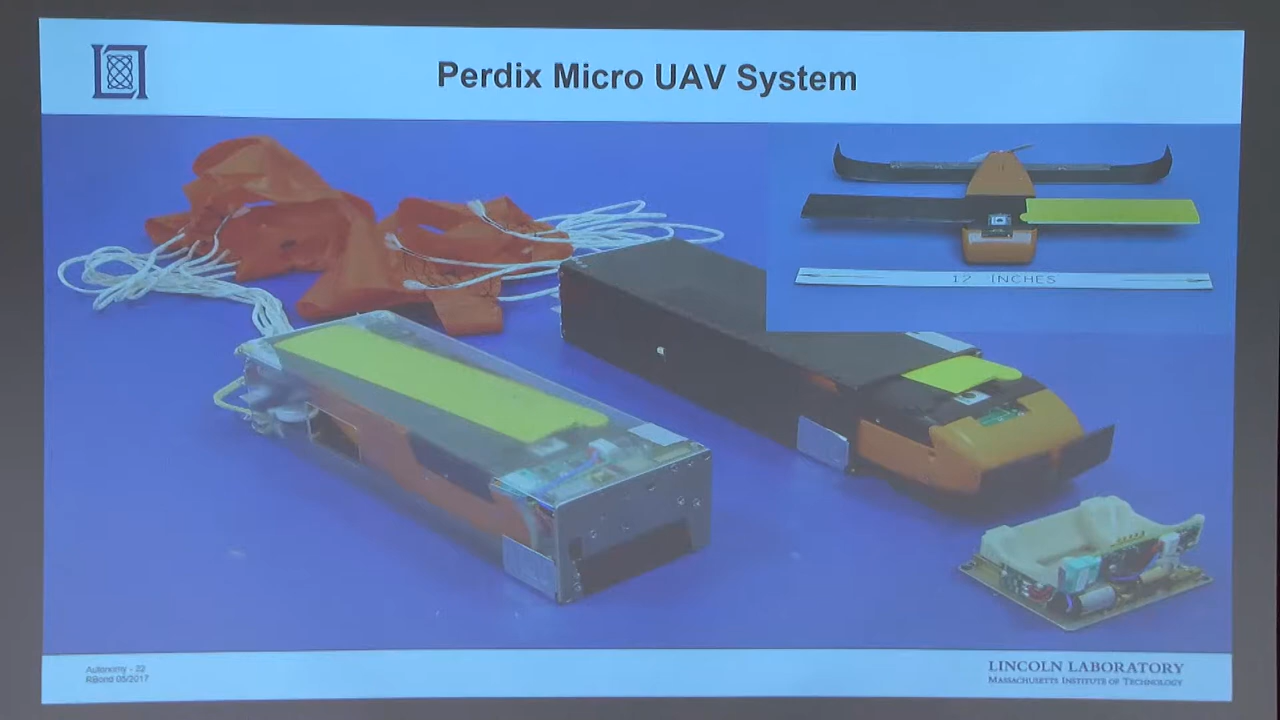 Perdix Micro UAV System
12 INCHES
Autonomy - 22
RBond 05/2017
LINCOLN LABORATORY
MASSACHUSETTS INSTITUTE OF TECHNOLOGY